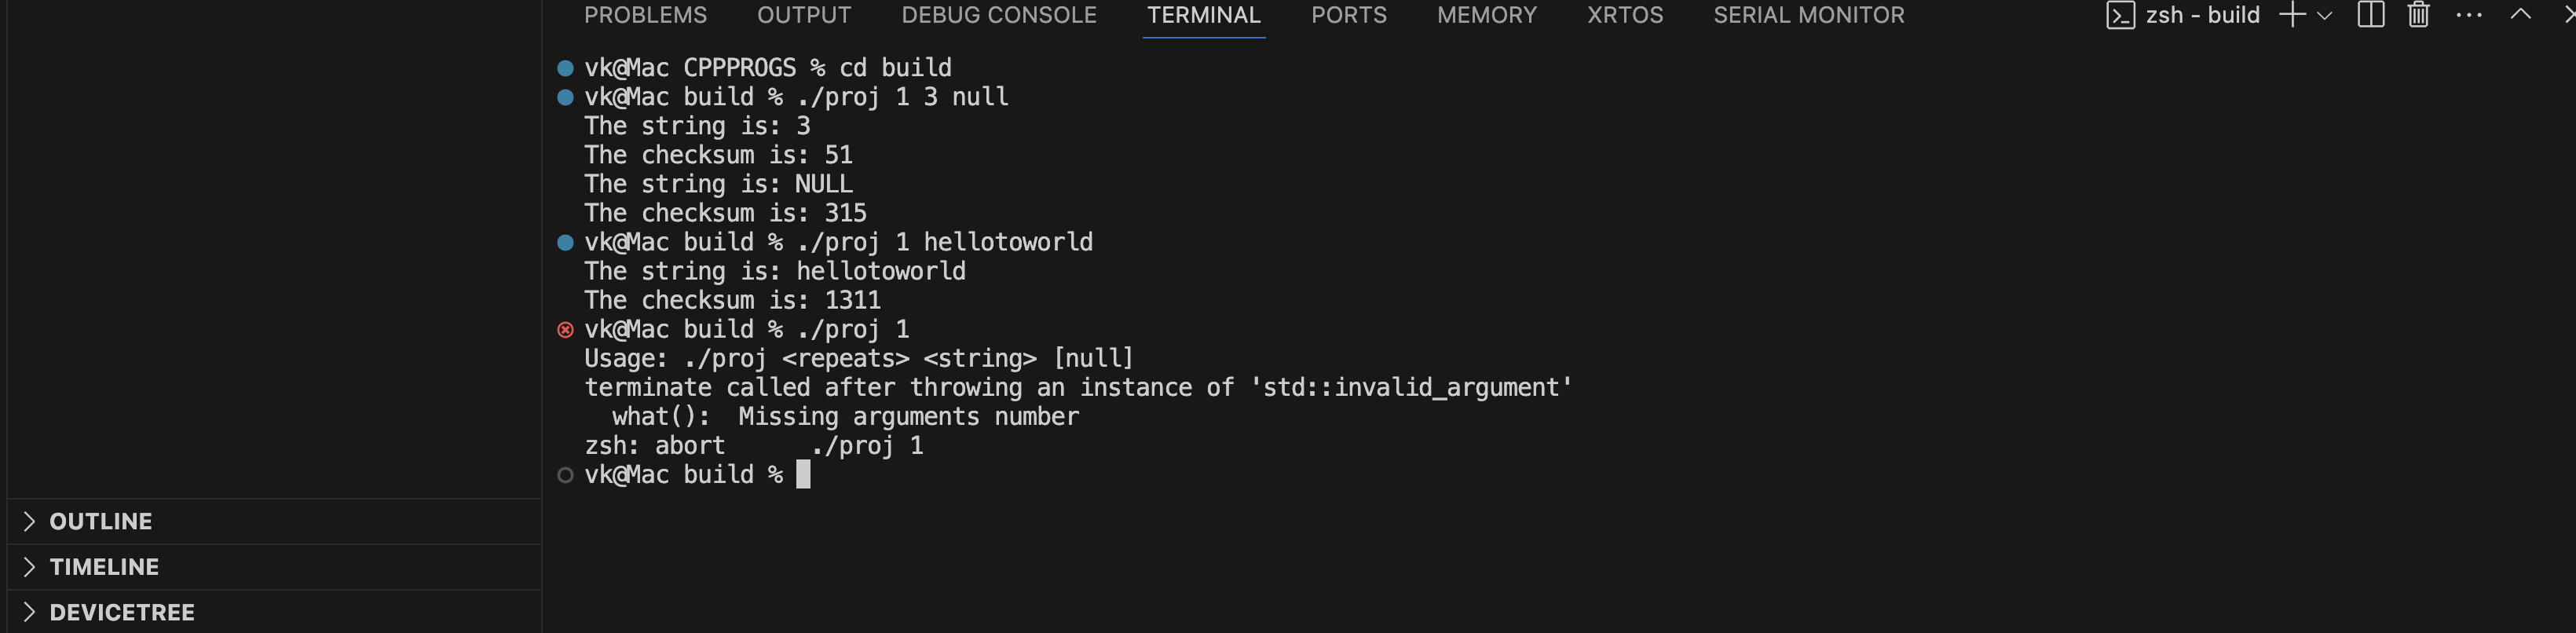 PROBLEMS OUTPUT DEBUG CONSOLE TERMINAL PORTS MEMORY XRTOS SERIAL MONITOR zsh - build
vk@Mac CPPPROGS % cd build
vk@Mac build % ./proj 1 3 null
The string is: 3
The checksum is: 51
The string is: NULL
The checksum is: 315
vk@Mac build % ./proj 1 hellotoworld
The string is: hellotoworld
The checksum is: 1311
vk@Mac build % ./proj 1
Usage: ./proj <repeats> <string> [null]
terminate called after throwing an instance of 'std::invalid_argument'
  what():  Missing arguments number
zsh: abort      ./proj 1
vk@Mac build %
OUTLINE
TIMELINE
DEVICETREE